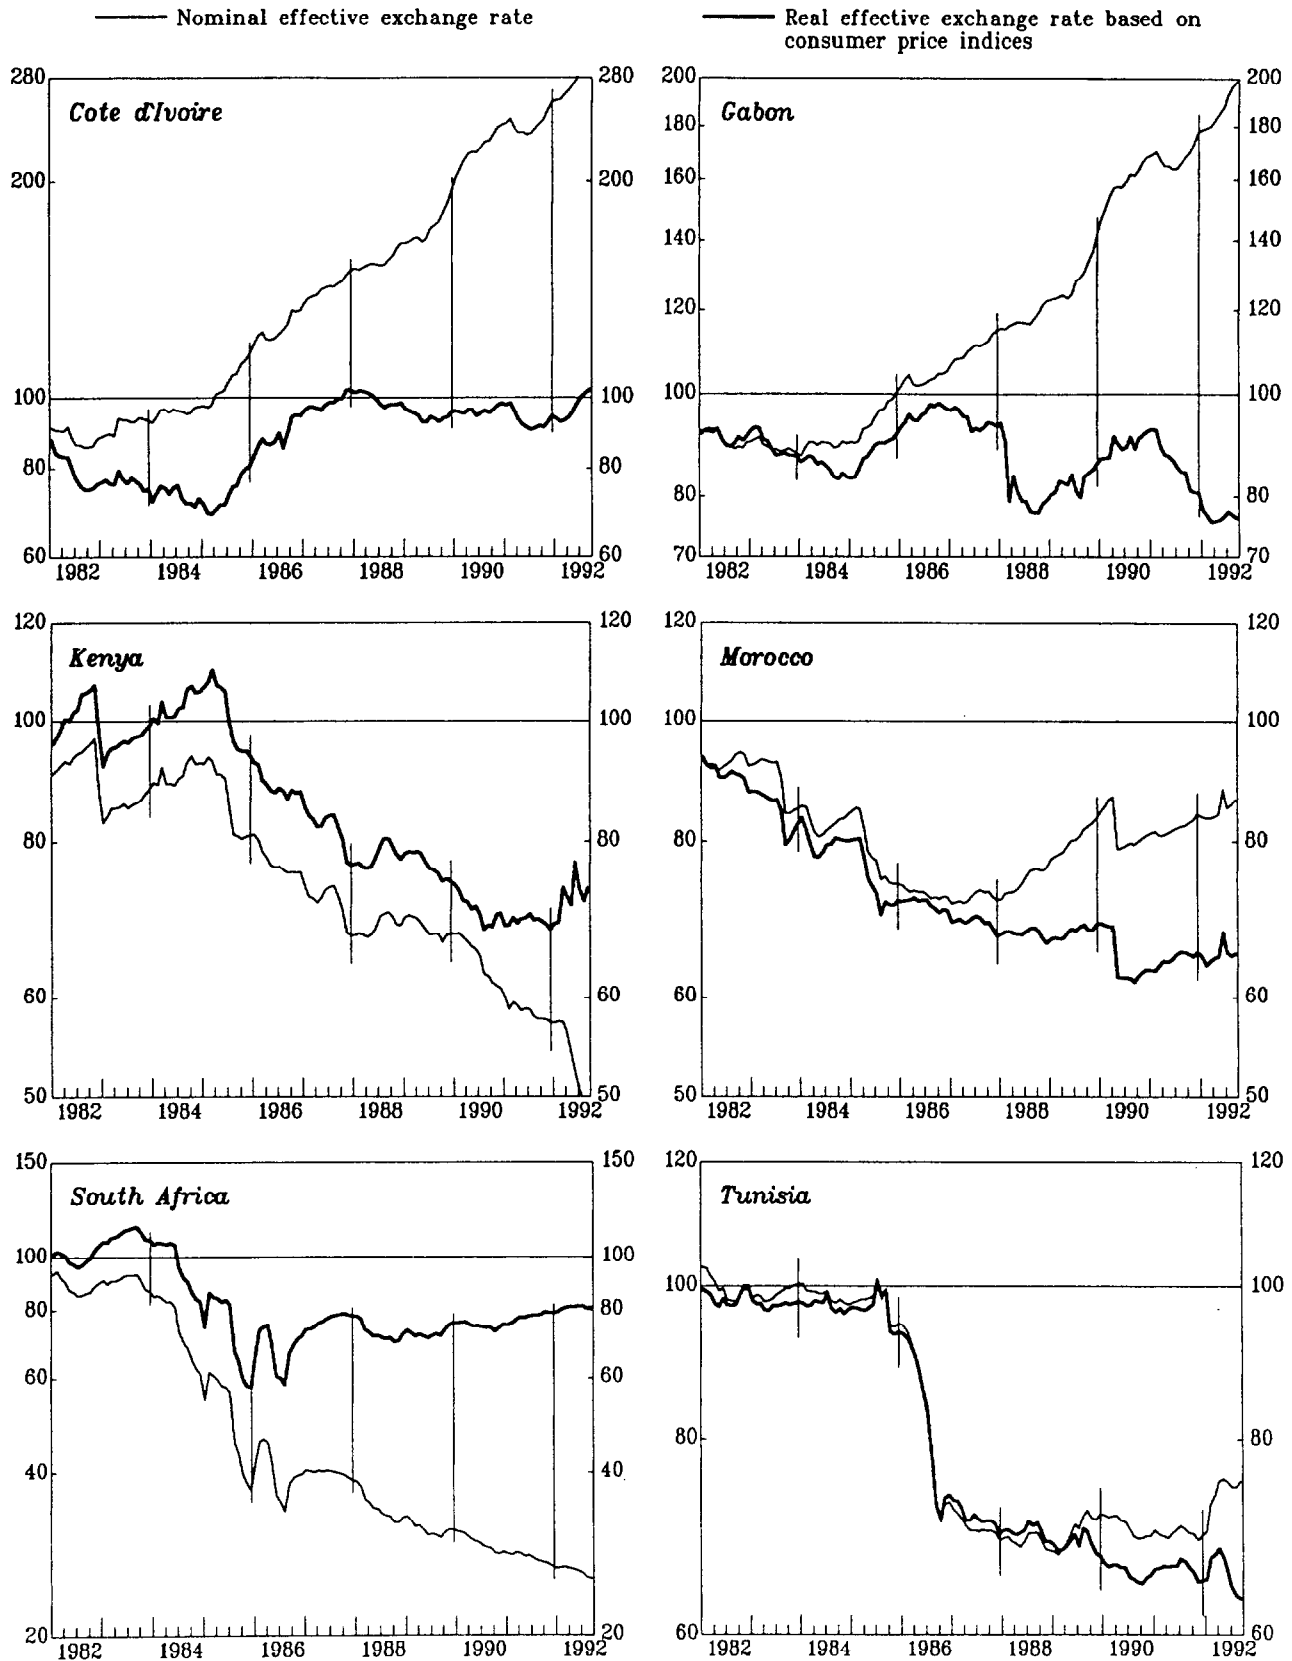 Nominal effective exchange rate
Real effective exchange rate based on
consumer price indices
280 280
Cote d'Ivoire
200 200
100 100
80 80
60 60
1982 1984 1986 1988 1990 1992
200 200
Gabon
180 180
160 160
140 140
120 120
100 100
80 80
70 70
1982 1984 1986 1988 1990 1992
120 120
Kenya
100 100
80 80
60 60
50 50
1982 1984 1986 1988 1990 1992
120 120
Morocco
100 100
80 80
60 60
50 50
1982 1984 1986 1988 1990 1992
150 150
South Africa
100 100
80 80
60 60
40 40
20 20
1982 1984 1986 1988 1990 1992
120 120
Tunisia
100 100
80 80
60 60
1982 1984 1986 1988 1990 1992